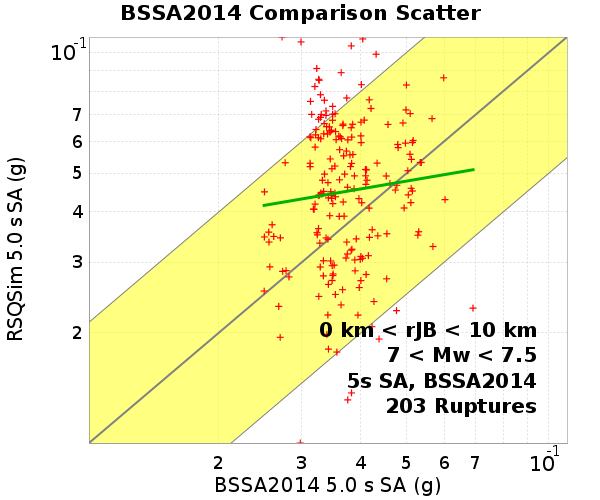 BSSA2014 Comparison Scatter
10-1
7
6
5
4
3
2
RSQSim 5.0 s SA (g)
0 km < rJB < 10 km
7 < Mw < 7.5
5s SA, BSSA2014
203 Ruptures
2 3 4 5 6 7 10-1
BSSA2014 5.0 s SA (g)